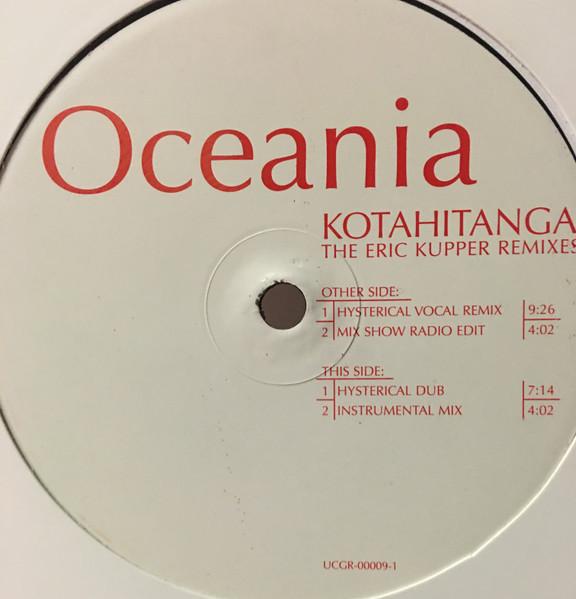 Oceania
KOTAHITANGA
THE ERIC KUPPER REMIXES
OTHER SIDE:
1 HYSTERICAL VOCAL REMIX 9:26
2 MIX SHOW RADIO EDIT 4:02
THIS SIDE:
1 HYSTERICAL DUB 7:14
2 INSTRUMENTAL MIX 4:02
UCGR-00009-1